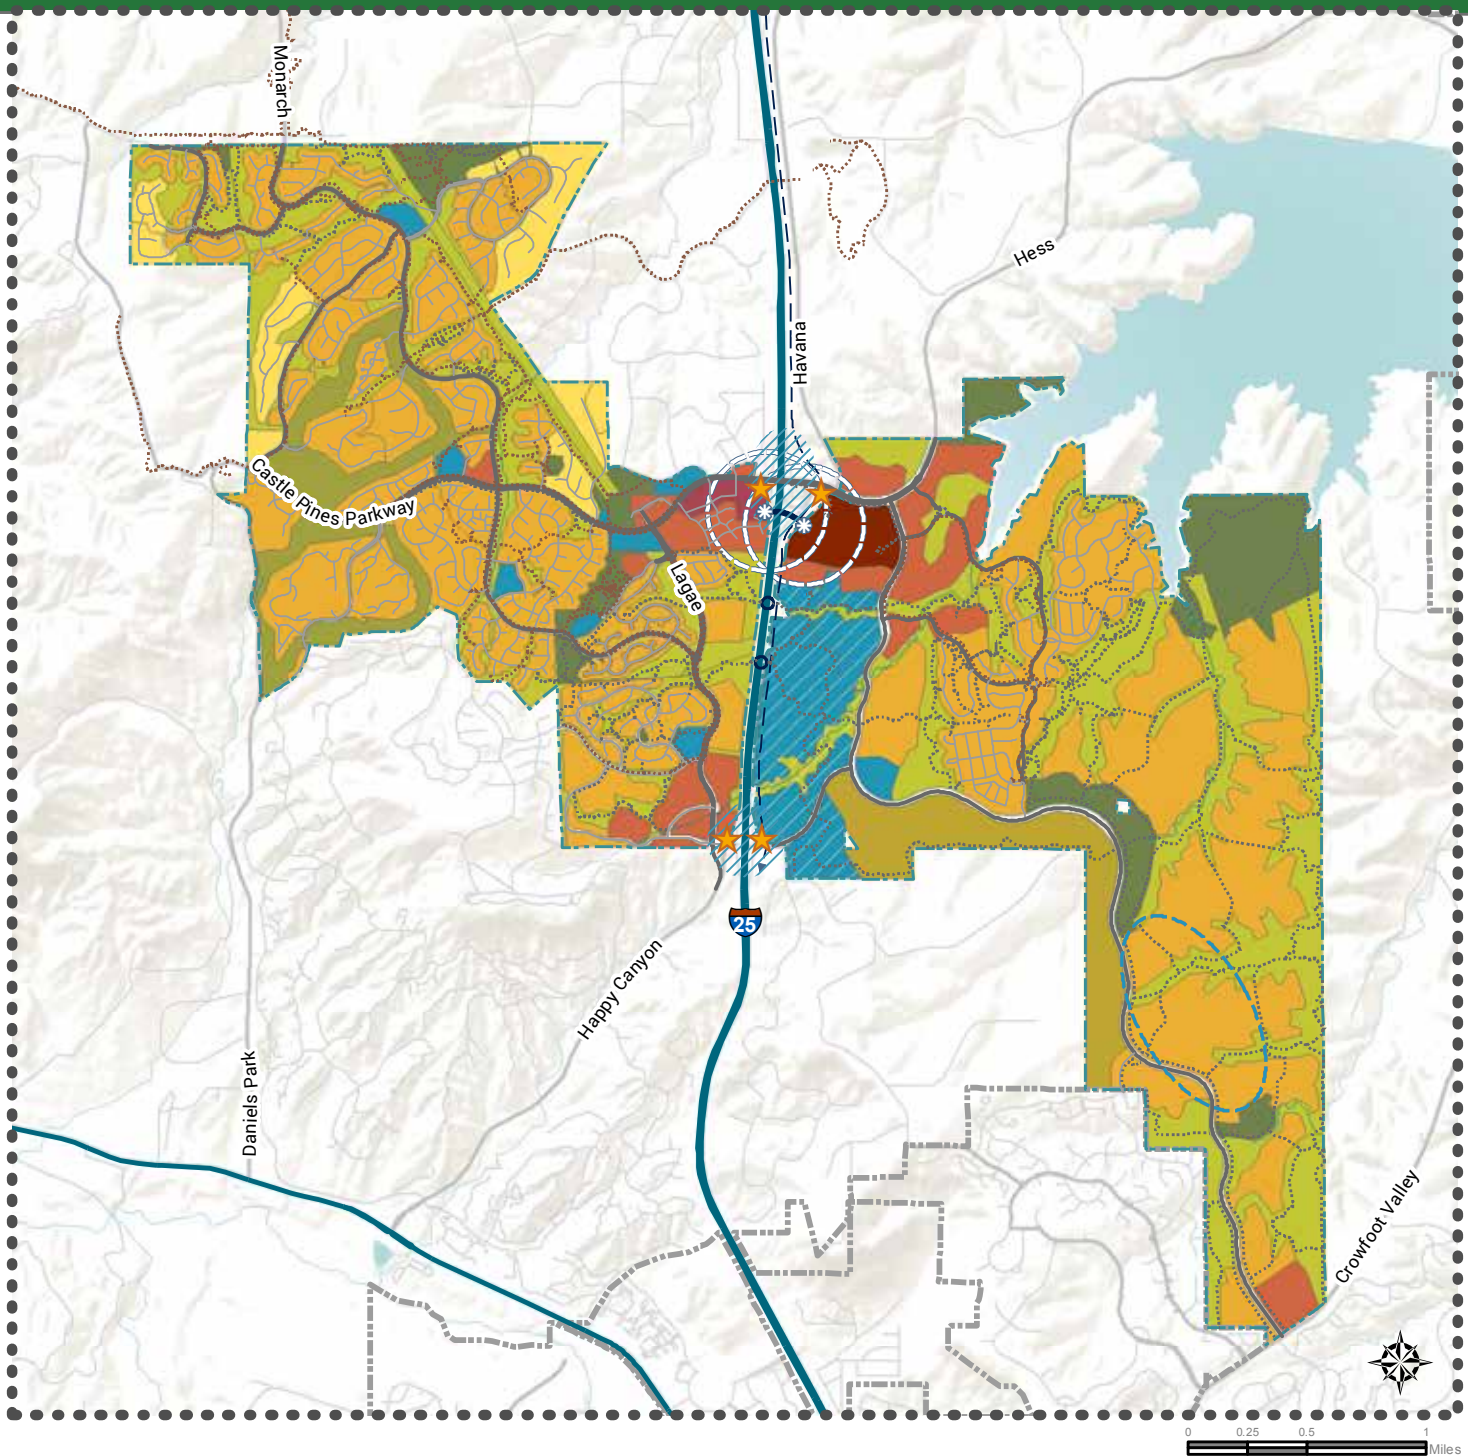 Monarch
Hess
Havana
Castle Pines Parkway
Lagae
25
Happy Canyon
Daniels Park
Crowfoot Valley
0 0.25 0.5 1
Miles